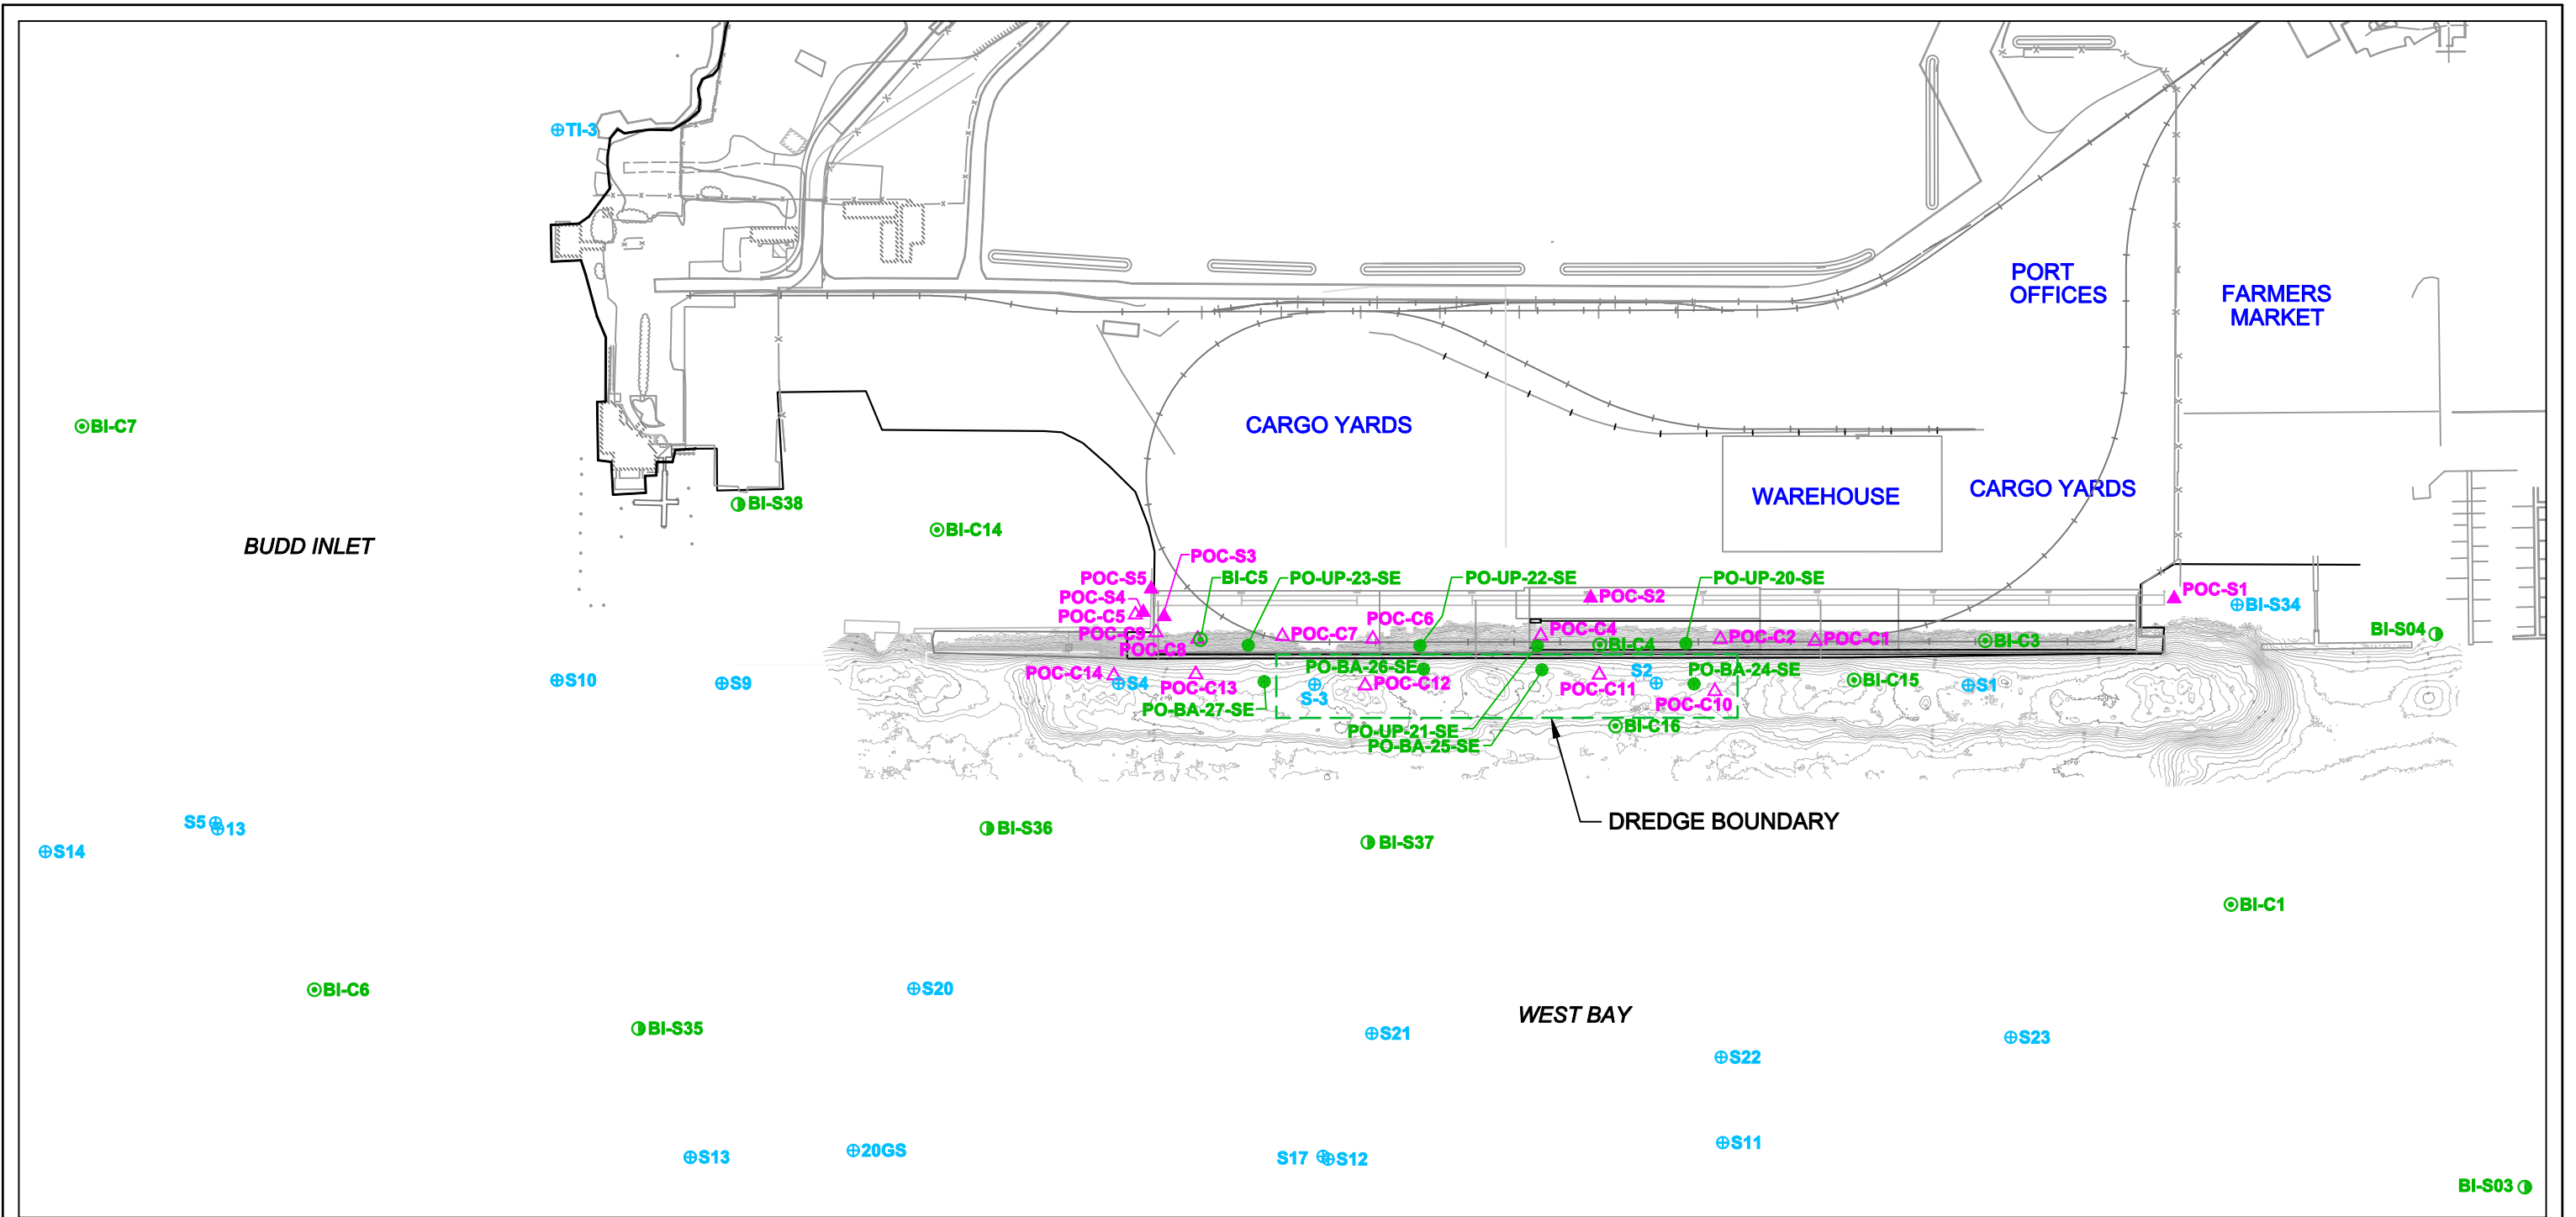 TI-3
PORT
OFFICES
FARMERS
MARKET
BI-C7
CARGO YARDS
WAREHOUSE
CARGO YARDS
BI-S38
BI-C14
BUDD INLET
POC-S3
POC-S5
BI-C5
PO-UP-23-SE
PO-UP-22-SE
PO-UP-20-SE
POC-S4
POC-S2
POC-S1
BI-S34
POC-C5
POC-C6
POC-C9
POC-C7
POC-C4
POC-C2
POC-C1
BI-C3
BI-S04
POC-C8
BI-C4
PO-BA-26-SE
S2
PO-BA-24-SE
POC-C14
S4
POC-C13
POC-C12
POC-C11
BI-C15
S1
S10
S9
S-3
POC-C10
PO-BA-27-SE
PO-UP-21-SE
BI-C16
PO-BA-25-SE
S5
13
BI-S36
BI-S37
DREDGE BOUNDARY
S14
BI-C1
BI-C6
S20
WEST BAY
BI-S35
S21
S23
S22
S13
20GS
S17
S12
S11
BI-S03